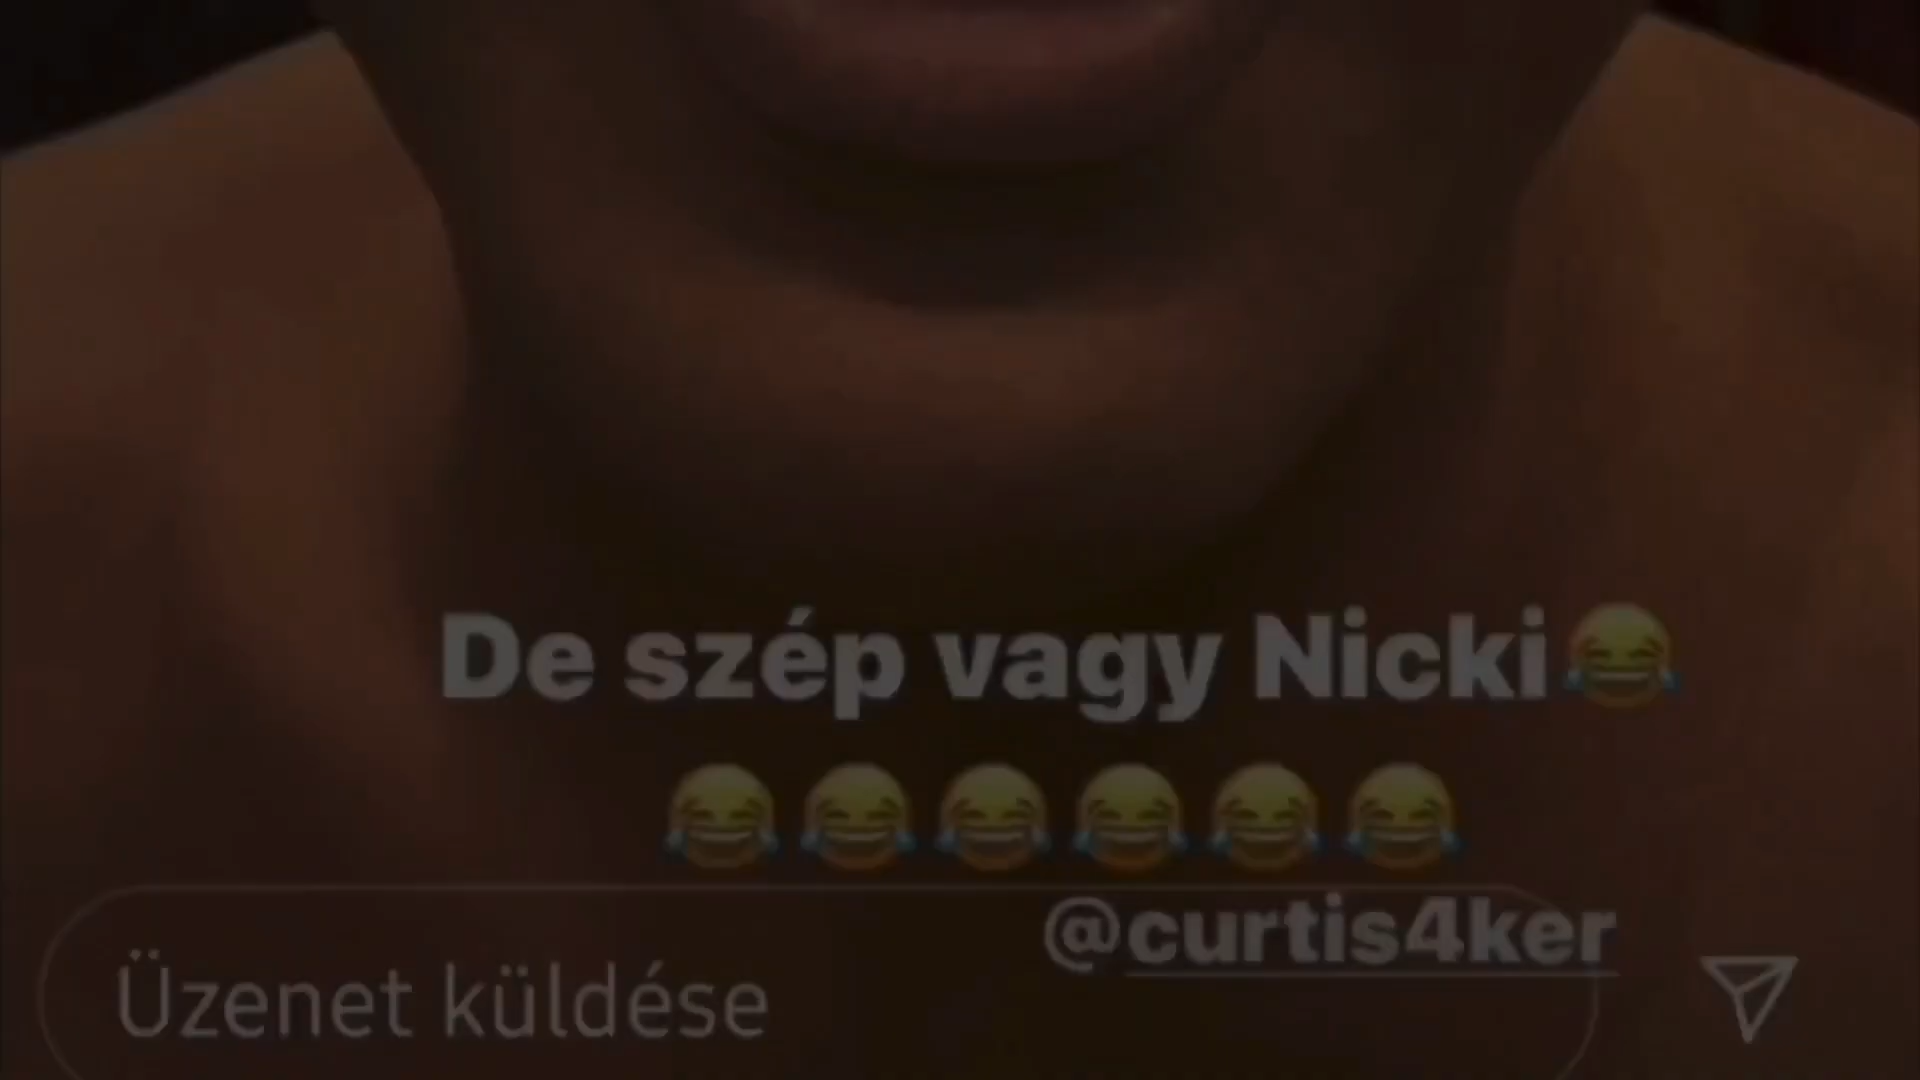 De szép vagy Nicki😂
😂😂😂😂😂😂
@curtis4ker
Üzenet küldése